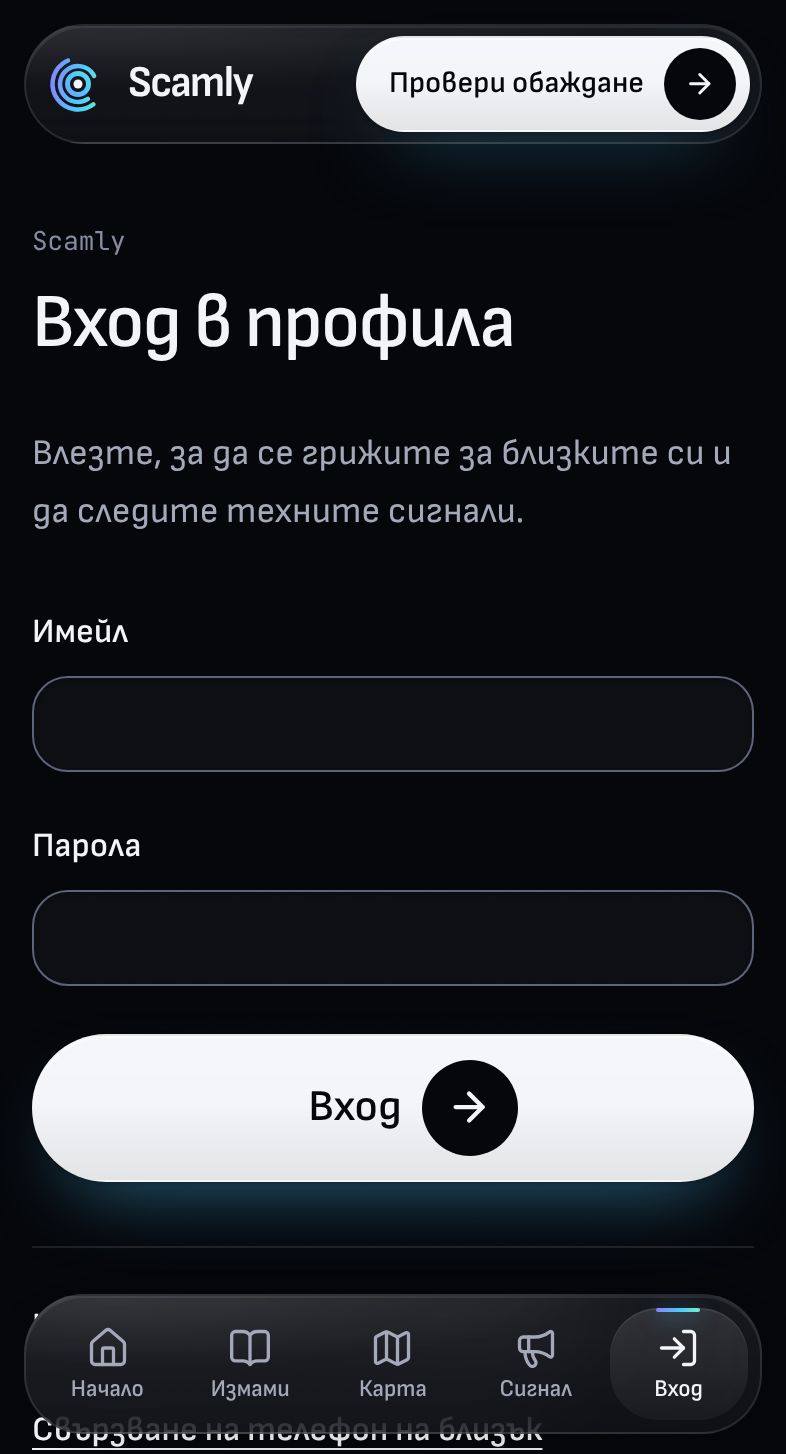 Scamly
Провери обаждане
Scamly
Вход в профила
Влезте, за да се грижите за близките си и
да следите техните сигнали.
Имейл
Парола
Вход
Начало
Измами
Карта
Сигнал
Вход
Свързване на телефон на близък